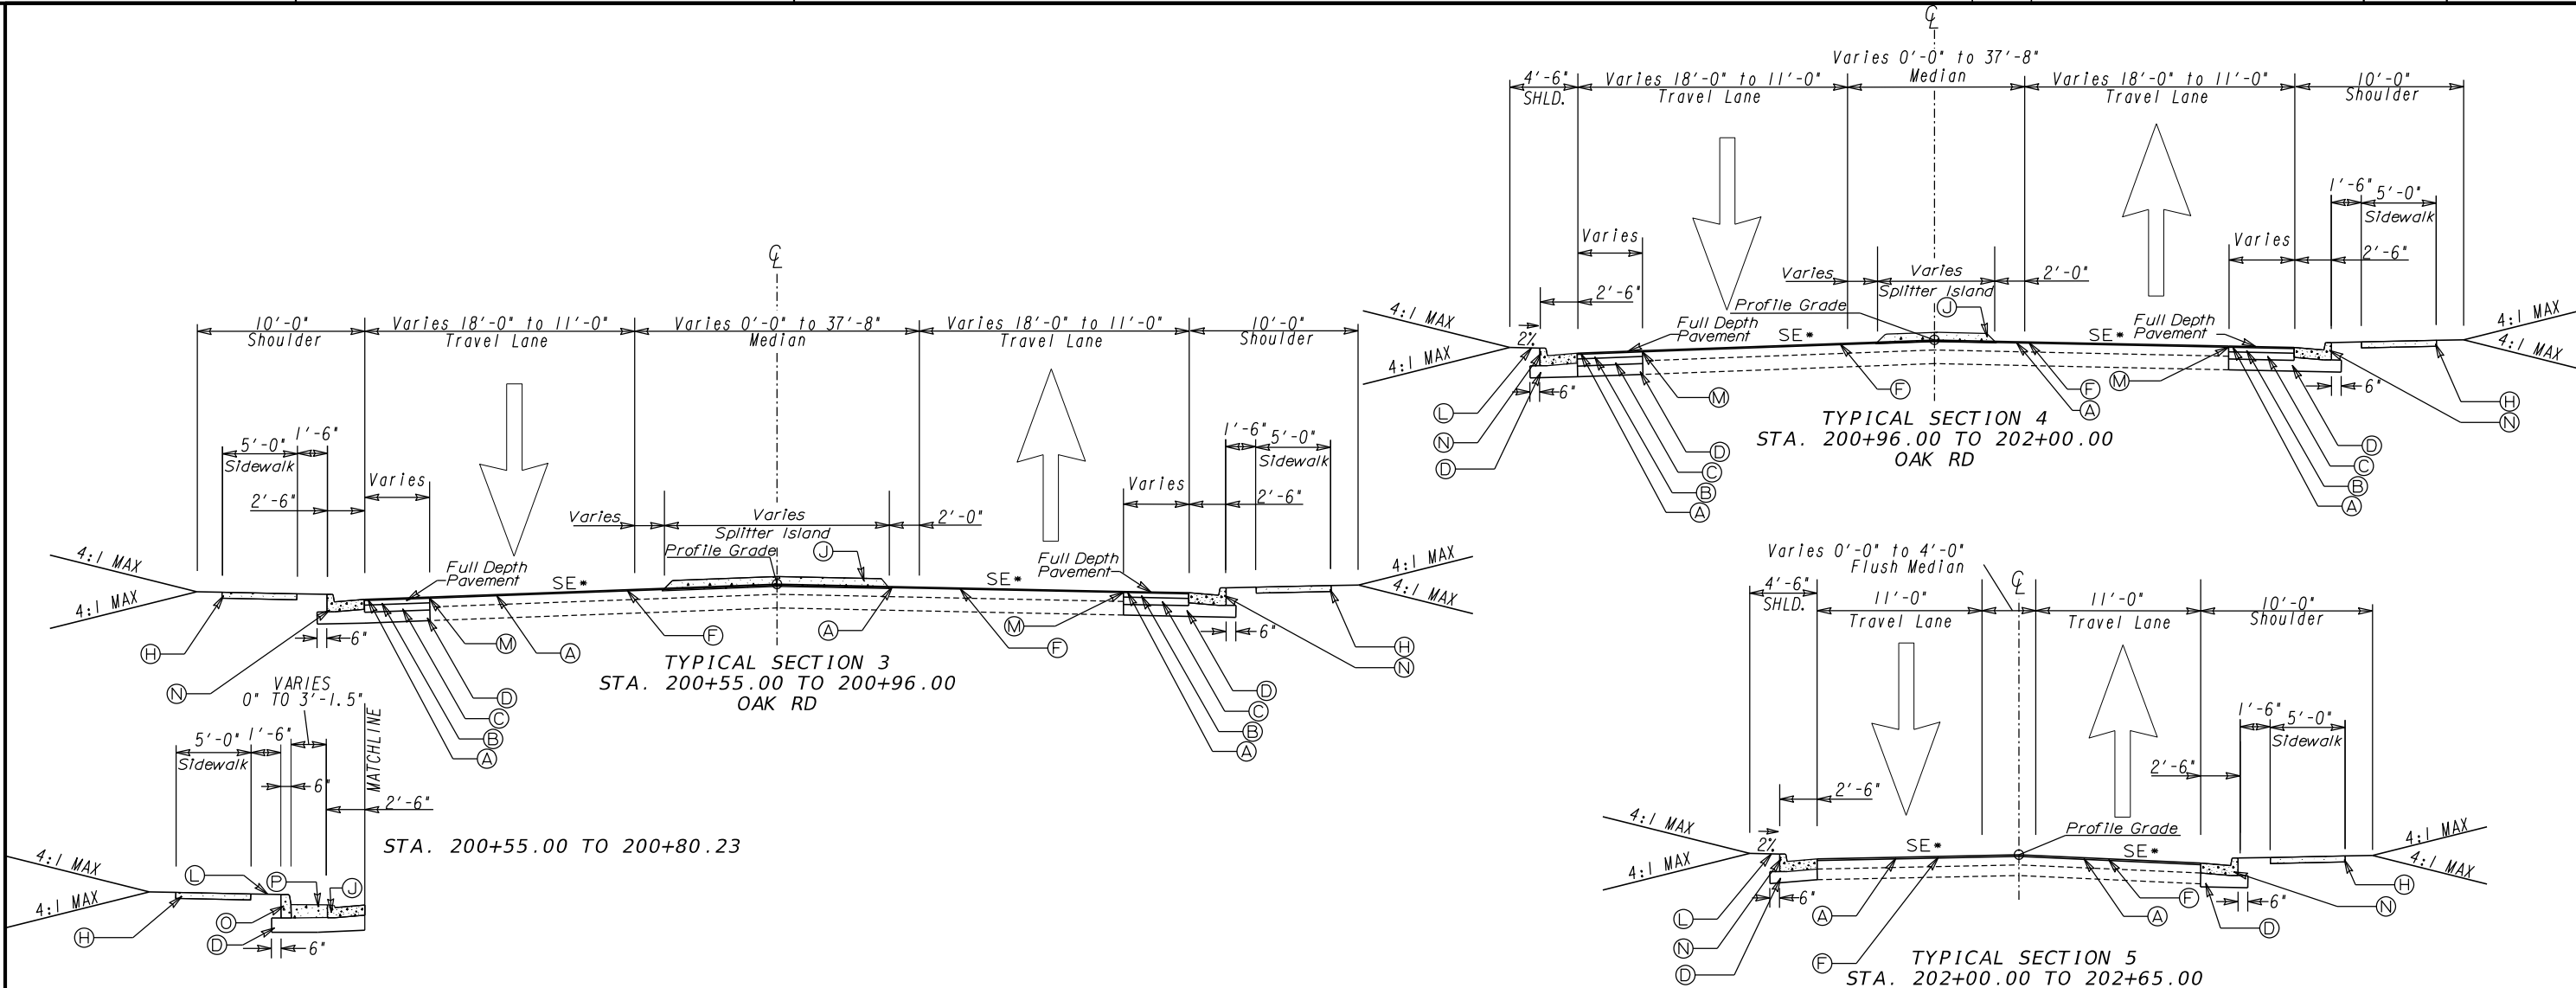 ℄
Varies 0'-0" to 37'-8"
Median
4'-6"
SHLD.
Varies 18'-0" to 11'-0"
Travel Lane
Varies 18'-0" to 11'-0"
Travel Lane
10'-0"
Shoulder
1'-6" 5'-0"
Sidewalk
Varies
Varies
2'-6"
Varies
Varies
Splitter Island
2'-0"
2'-6"
Profile Grade
J
4:1 MAX
4:1 MAX
2%
Full Depth
Pavement
SE*
SE*
Full Depth
Pavement
4:1 MAX
4:1 MAX
6"
M
F
F
A
M
6"
L
N
D
D
C
B
A
H
N
D
C
B
A
TYPICAL SECTION 4
STA. 200+96.00 TO 202+00.00
OAK RD
℄
10'-0"
Shoulder
Varies 18'-0" to 11'-0"
Travel Lane
Varies 0'-0" to 37'-8"
Median
Varies 18'-0" to 11'-0"
Travel Lane
10'-0"
Shoulder
5'-0" 1'-6"
Sidewalk
2'-6"
Varies
Varies
Varies
Splitter Island
2'-0"
Varies
1'-6" 5'-0"
Sidewalk
2'-6"
Profile Grade
J
4:1 MAX
4:1 MAX
Full Depth
Pavement
SE*
SE*
Full Depth
Pavement
4:1 MAX
4:1 MAX
6"
M
A
F
A
F
M
6"
H
N
D
C
B
A
H
N
D
C
B
A
TYPICAL SECTION 3
STA. 200+55.00 TO 200+96.00
OAK RD
VARIES
0" TO 3'-1.5"
MATCHLINE
5'-0" 1'-6"
Sidewalk
6"
2'-6"
STA. 200+55.00 TO 200+80.23
4:1 MAX
4:1 MAX
L
P
J
O
H
D
6"
Varies 0'-0" to 4'-0"
Flush Median
℄
4'-6"
SHLD.
11'-0"
Travel Lane
11'-0"
Travel Lane
10'-0"
Shoulder
1'-6" 5'-0"
Sidewalk
2'-6"
2'-6"
Profile Grade
4:1 MAX
4:1 MAX
2%
SE*
SE*
4:1 MAX
4:1 MAX
6"
6"
L
N
D
A
F
F
A
H
N
D
TYPICAL SECTION 5
STA. 202+00.00 TO 202+65.00